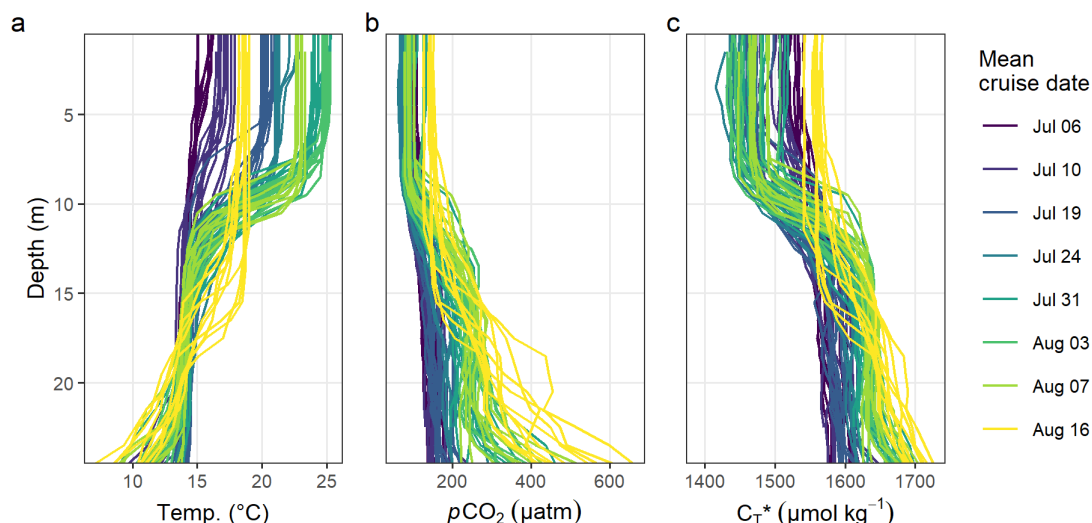 a
b
c
5
10
15
20
Depth (m)
10
15
20
25
Temp. (°C)
200
400
600
pCO₂ (µatm)
1400
1500
1600
1700
C_T* (µmol kg⁻¹)
Mean
cruise date
Jul 06
Jul 10
Jul 19
Jul 24
Jul 31
Aug 03
Aug 07
Aug 16